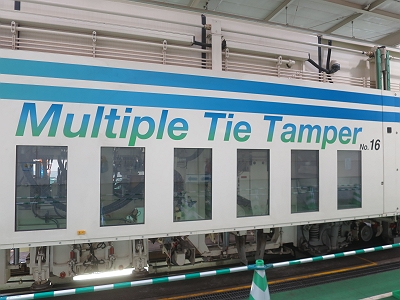 Multiple Tie Tamper No.16